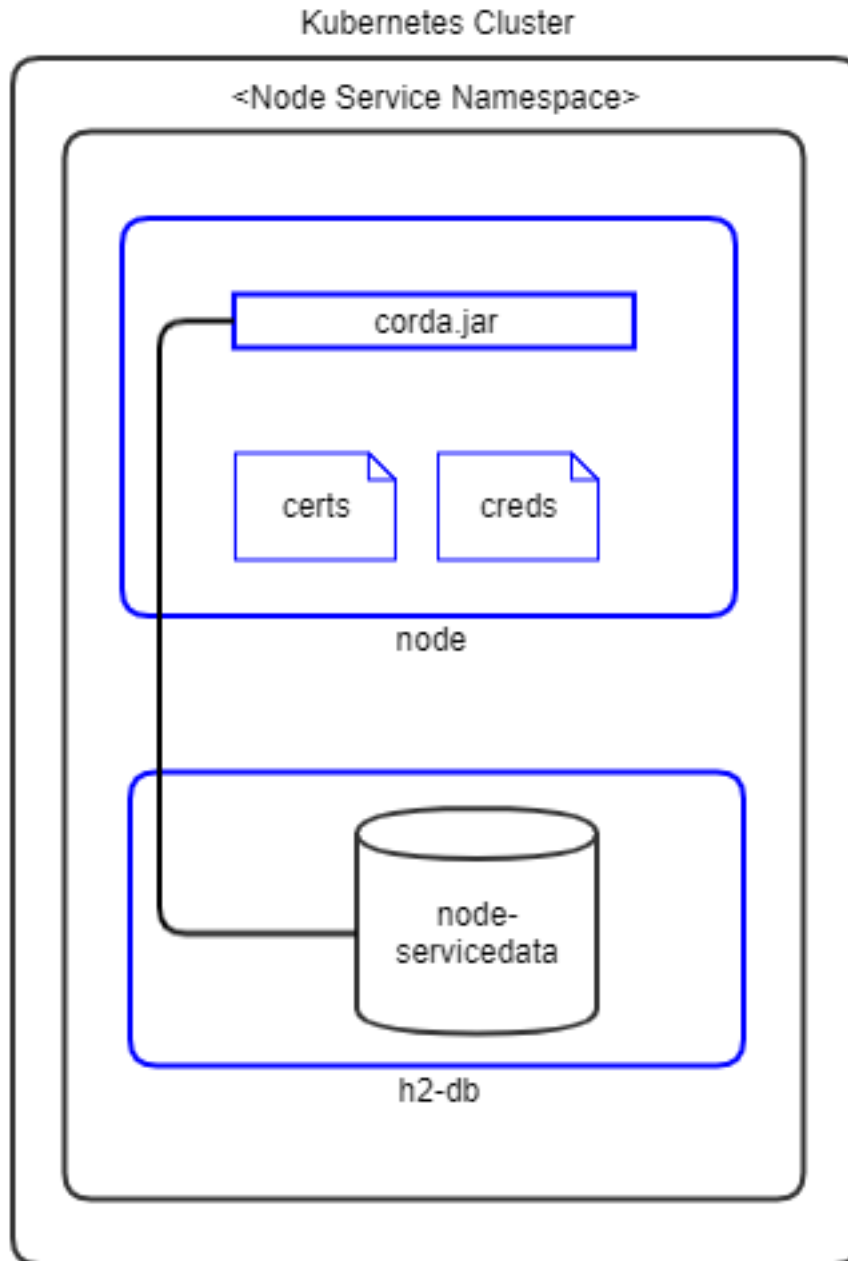 Kubernetes Cluster
<Node Service Namespace>
corda.jar
certs
creds
node
node-
servicedata
h2-db